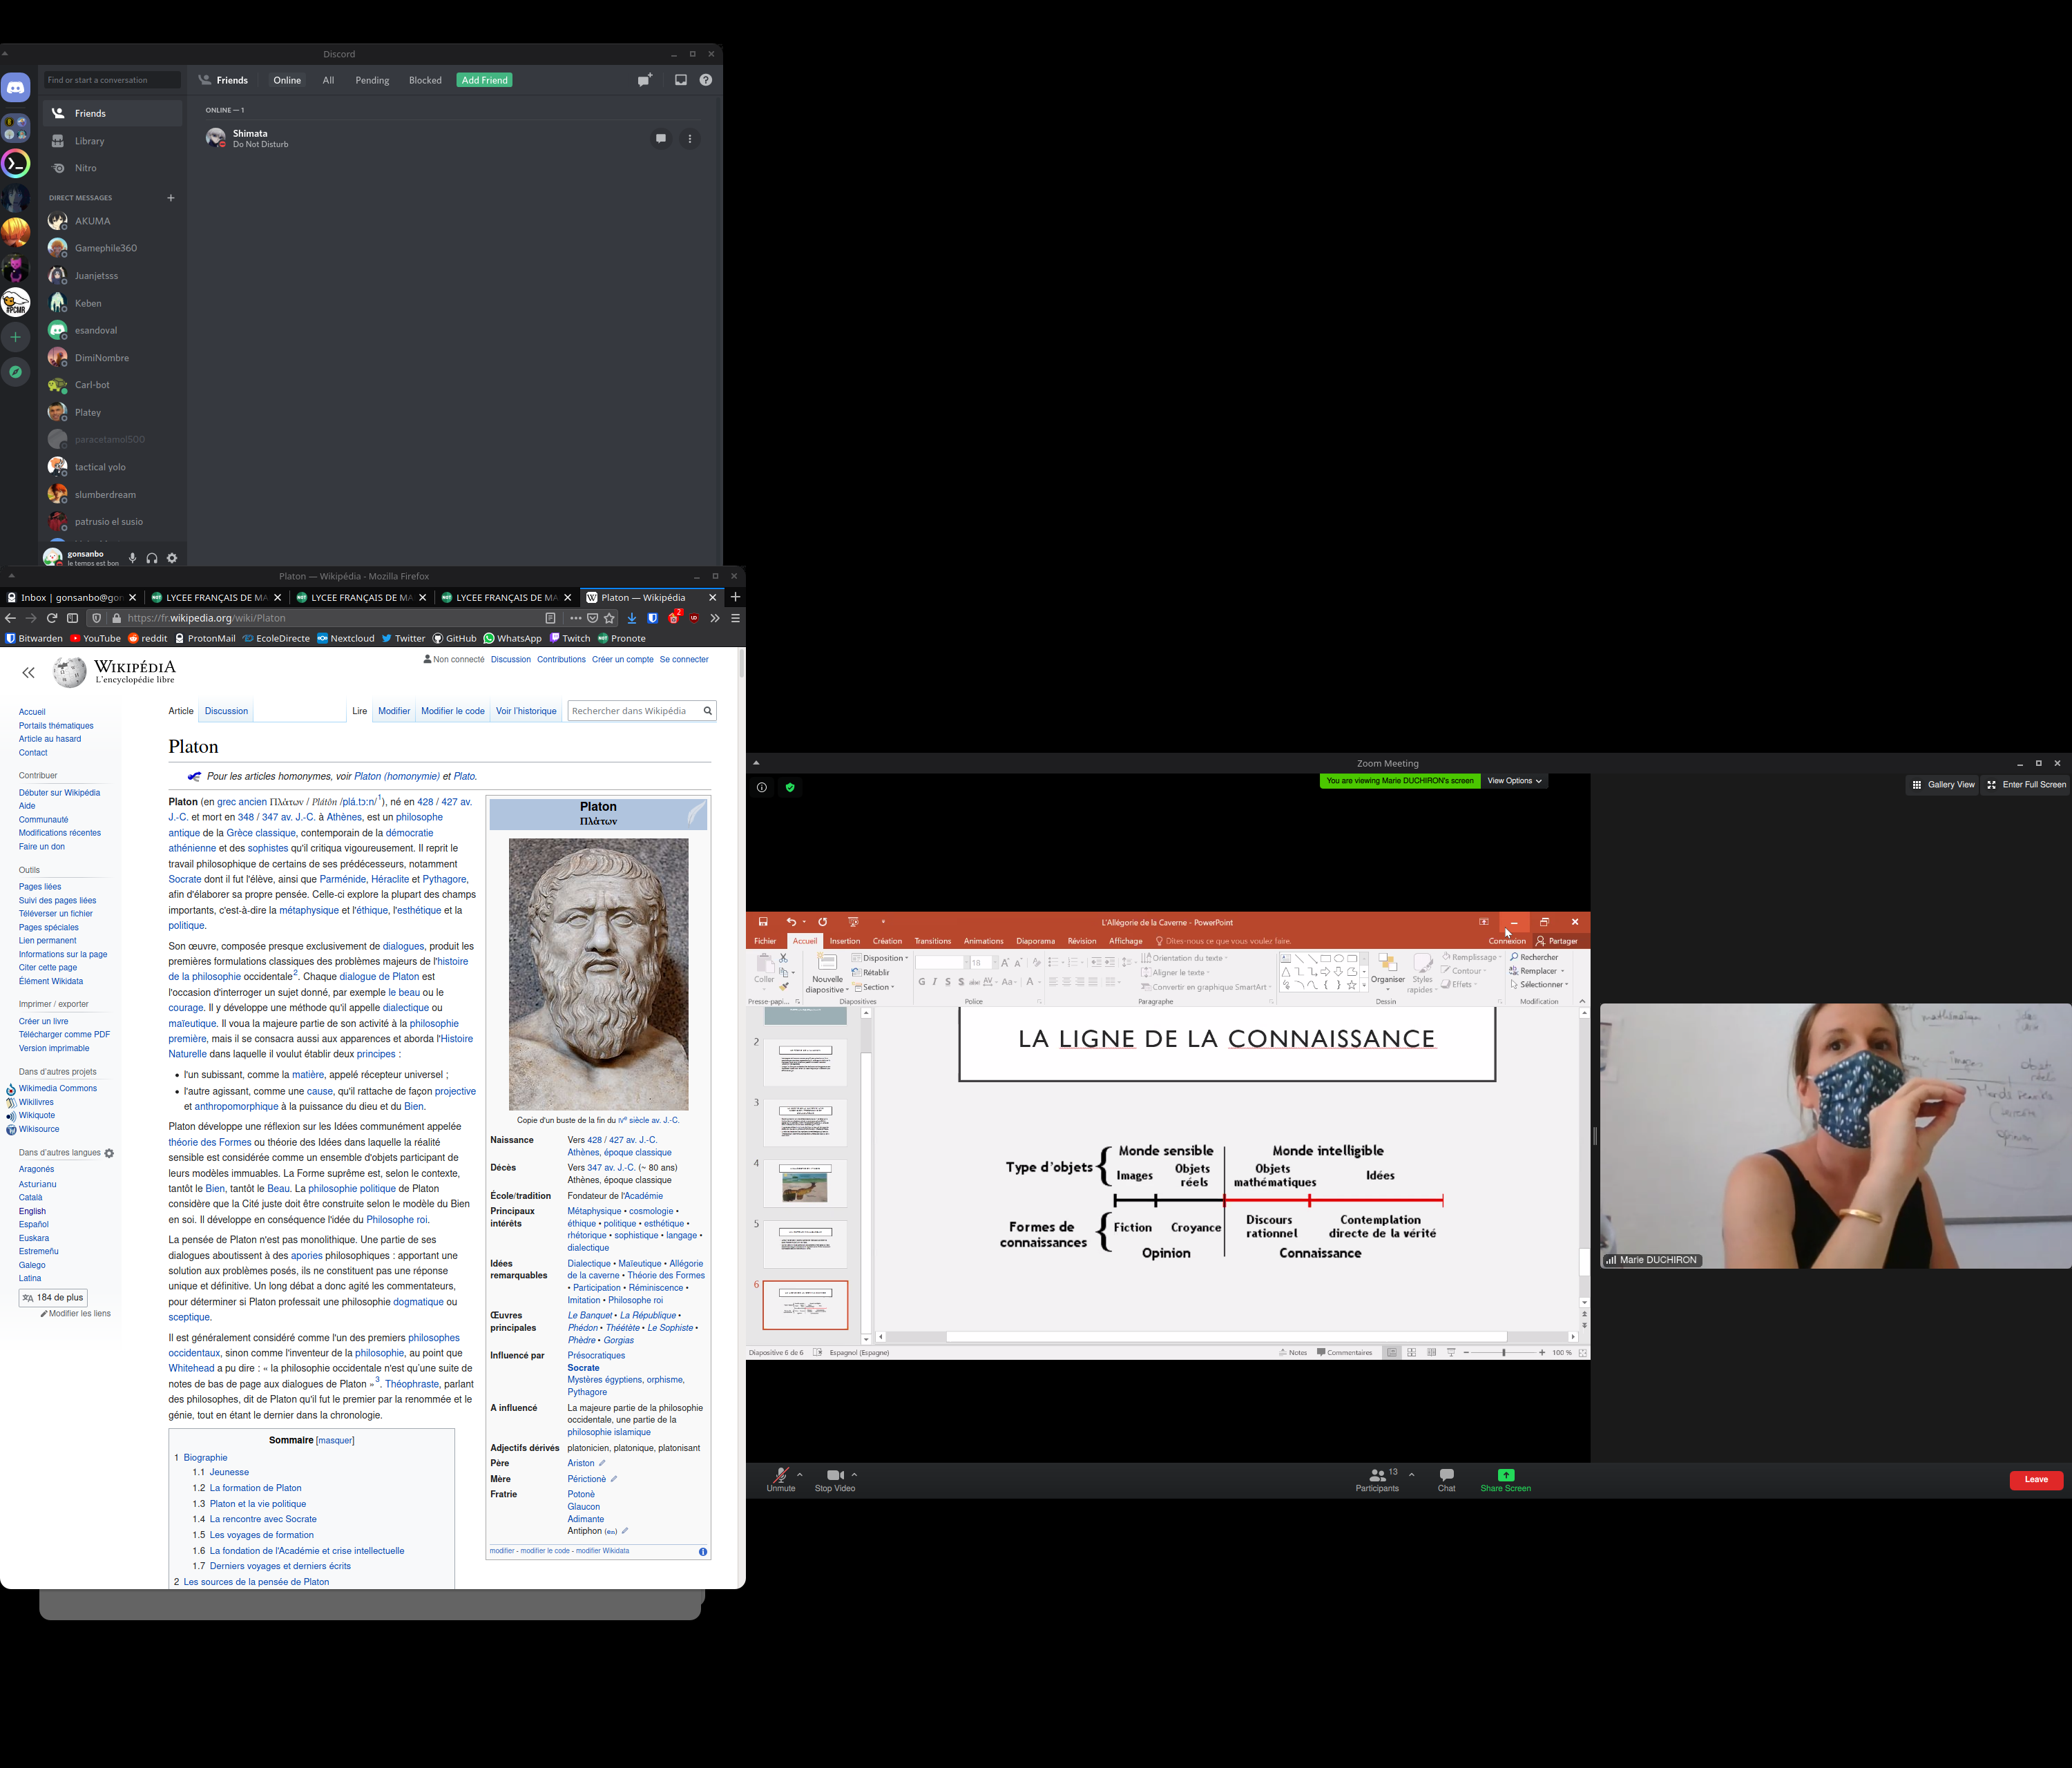 Discord
Find or start a conversation
Friends
Online
All
Pending
Blocked
Add Friend
Friends
Library
Nitro
DIRECT MESSAGES
AKUMA
Gamephile360
Juanjetsss
Keben
esandoval
DimiNombre
Carl-bot
Platey
paracetamol500
tactical yolo
slumberdream
patrusio el susio
gonsanbo
le temps est bon
ONLINE — 1
Shimata
Do Not Disturb
Platon — Wikipédia - Mozilla Firefox
Inbox | gonsanbo@gon
LYCEE FRANÇAIS DE MA
LYCEE FRANÇAIS DE MA
LYCEE FRANÇAIS DE MA
Platon — Wikipédia
https://fr.wikipedia.org/wiki/Platon
Bitwarden YouTube reddit ProtonMail EcoleDirecte Nextcloud Twitter GitHub WhatsApp Twitch Pronote
WIKIPÉDIA
L'encyclopédie libre
Non connecté Discussion Contributions Créer un compte Se connecter
Article Discussion Lire Modifier Modifier le code Voir l'historique Rechercher dans Wikipédia
Accueil
Portails thématiques
Article au hasard
Contact
Contribuer
Débuter sur Wikipédia
Aide
Communauté
Modifications récentes
Faire un don
Outils
Pages liées
Suivi des pages liées
Téléverser un fichier
Pages spéciales
Lien permanent
Informations sur la page
Citer cette page
Élément Wikidata
Imprimer / exporter
Créer un livre
Télécharger comme PDF
Version imprimable
Dans d'autres projets
Wikimedia Commons
Wikilivres
Wikiquote
Wikisource
Dans d'autres langues
Aragonés
Asturianu
Català
English
Español
Euskara
Estremeñu
Galego
Latina
184 de plus
Modifier les liens
Platon
Pour les articles homonymes, voir Platon (homonymie) et Plato.
Platon (en grec ancien Πλάτων / Plátôn /plá.tɔːn/1), né en 428 / 427 av.
J.-C. et mort en 348 / 347 av. J.-C. à Athènes, est un philosophe
antique de la Grèce classique, contemporain de la démocratie
athénienne et des sophistes qu'il critiqua vigoureusement. Il reprit le
travail philosophique de certains de ses prédécesseurs, notamment
Socrate dont il fut l'élève, ainsi que Parménide, Héraclite et Pythagore,
afin d'élaborer sa propre pensée. Celle-ci explore la plupart des champs
importants, c'est-à-dire la métaphysique et l'éthique, l'esthétique et la
politique.
Son œuvre, composée presque exclusivement de dialogues, produit les
premières formulations classiques des problèmes majeurs de l'histoire
de la philosophie occidentale2. Chaque dialogue de Platon est
l'occasion d'interroger un sujet donné, par exemple le beau ou le
courage. Il y développe une méthode qu'il appelle dialectique ou
maïeutique. Il voua la majeure partie de son activité à la philosophie
première, mais il se consacra aussi aux apparences et aborda l'Histoire
Naturelle dans laquelle il voulut établir deux principes :
• l'un subissant, comme la matière, appelé récepteur universel ;
• l'autre agissant, comme une cause, qu'il rattache de façon projective
et anthropomorphique à la puissance du dieu et du Bien.
Platon développe une réflexion sur les Idées communément appelée
théorie des Formes ou théorie des Idées dans laquelle la réalité
sensible est considérée comme un ensemble d'objets participant de
leurs modèles immuables. La Forme suprême est, selon le contexte,
tantôt le Bien, tantôt le Beau. La philosophie politique de Platon
considère que la Cité juste doit être construite selon le modèle du Bien
en soi. Il développe en conséquence l'idée du Philosophe roi.
La pensée de Platon n'est pas monolithique. Une partie de ses
dialogues aboutissent à des apories philosophiques : apportant une
solution aux problèmes posés, ils ne constituent pas une réponse
unique et définitive. Un long débat a donc agité les commentateurs,
pour déterminer si Platon professait une philosophie dogmatique ou
sceptique.
Il est généralement considéré comme l'un des premiers philosophes
occidentaux, sinon comme l'inventeur de la philosophie, au point que
Whitehead a pu dire : « la philosophie occidentale n'est qu'une suite de
notes de bas de page aux dialogues de Platon »3. Théophraste, parlant
des philosophes, dit de Platon qu'il fut le premier par la renommée et le
génie, tout en étant le dernier dans la chronologie.
Sommaire [masquer]
1 Biographie
1.1 Jeunesse
1.2 La formation de Platon
1.3 Platon et la vie politique
1.4 La rencontre avec Socrate
1.5 Les voyages de formation
1.6 La fondation de l'Académie et crise intellectuelle
1.7 Derniers voyages et derniers écrits
2 Les sources de la pensée de Platon
Platon
Πλάτων
Copie d'un buste de la fin du IVe siècle av. J.-C.
Naissance Vers 428 / 427 av. J.-C.
Athènes, époque classique
Décès Vers 347 av. J.-C. (~ 80 ans)
Athènes, époque classique
École/tradition Fondateur de l'Académie
Principaux intérêts Métaphysique • cosmologie •
éthique • politique • esthétique •
rhétorique • sophistique • langage •
dialectique
Idées remarquables Dialectique • Maïeutique • Allégorie
de la caverne • Théorie des Formes
• Participation • Réminiscence •
Imitation • Philosophe roi
Œuvres principales Le Banquet • La République •
Phédon • Théétète • Le Sophiste •
Phèdre • Gorgias
Influencé par Présocratiques
Socrate
Mystères égyptiens, orphisme,
Pythagore
A influencé La majeure partie de la philosophie
occidentale, une partie de la
philosophie islamique
Adjectifs dérivés platonicien, platonique, platonisant
Père Ariston
Mère Périctionè
Fratrie Potonè
Glaucon
Adimante
Antiphon (en)
modifier - modifier le code - modifier Wikidata
Zoom Meeting
You are viewing Marie DUCHIRON's screen View Options
Gallery View Enter Full Screen
L'Allégorie de la Caverne - PowerPoint
Fichier Accueil Insertion Création Transitions Animations Diaporama Révision Affichage Dites-nous ce que vous voulez faire. Connexion Partager
Coller
Nouvelle diapositive
Disposition
Rétablir
Section
18
Orientation du texte
Aligner le texte
Convertir en graphique SmartArt
Organiser
Styles rapides
Remplissage
Contour
Effets
Rechercher
Remplacer
Sélectionner
Presse-papi... Diapositives Police Paragraphe Dessin Modification
2
3
4
5
6
LA LIGNE DE LA CONNAISSANCE
Type d'objets
Monde sensible Monde intelligible
Images
Objets réels
Objets mathématiques
Idées
Formes de connaissances
Fiction
Croyance
Discours rationnel
Contemplation directe de la vérité
Opinion Connaissance
Diapositive 6 de 6 Espagnol (Espagne) Notes Commentaires 100 %
Marie DUCHIRON
Unmute
Stop Video
Participants 13
Chat
Share Screen
Leave